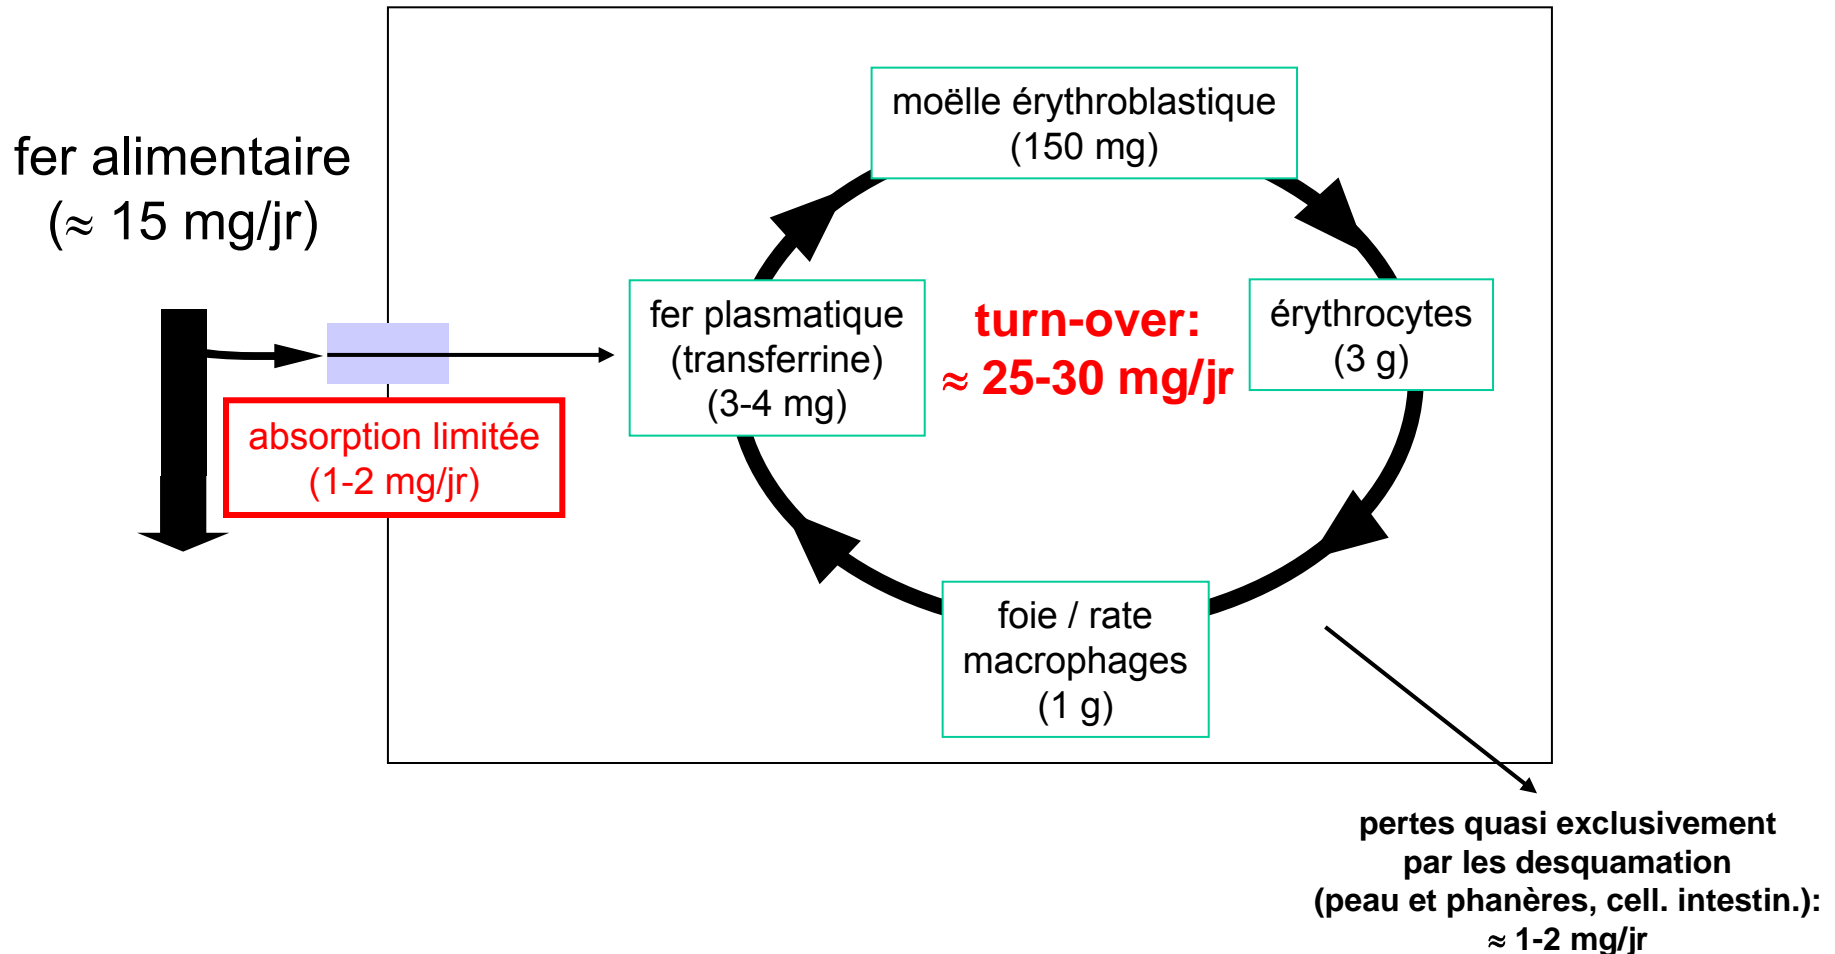 fer alimentaire
(≈ 15 mg/jr)
absorption limitée
(1-2 mg/jr)
moëlle érythroblastique
(150 mg)
fer plasmatique
(transferrine)
(3-4 mg)
turn-over:
≈ 25-30 mg/jr
érythrocytes
(3 g)
foie / rate
macrophages
(1 g)
pertes quasi exclusivement
par les desquamation
(peau et phanères, cell. intestin.):
≈ 1-2 mg/jr